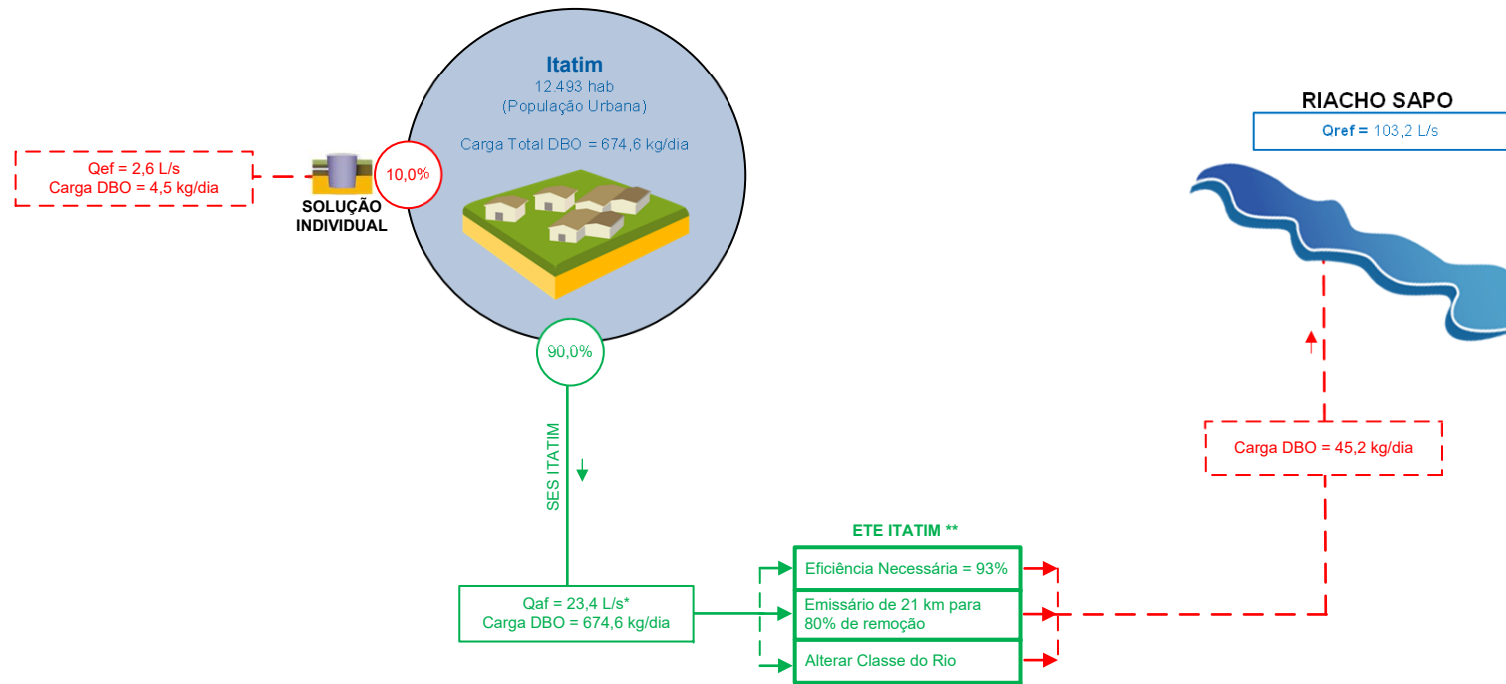 Itatim
12.493 hab
(População Urbana)
Carga Total DBO = 674,6 kg/dia
RIACHO SAPO
Qref = 103,2 L/s
Qef = 2,6 L/s
Carga DBO = 4,5 kg/dia
10,0%
SOLUÇÃO
INDIVIDUAL
90,0%
SES ITATIM
Carga DBO = 45,2 kg/dia
ETE ITATIM **
Eficiência Necessária = 93%
Qaf = 23,4 L/s*
Carga DBO = 674,6 kg/dia
Emissário de 21 km para
80% de remoção
Alterar Classe do Rio